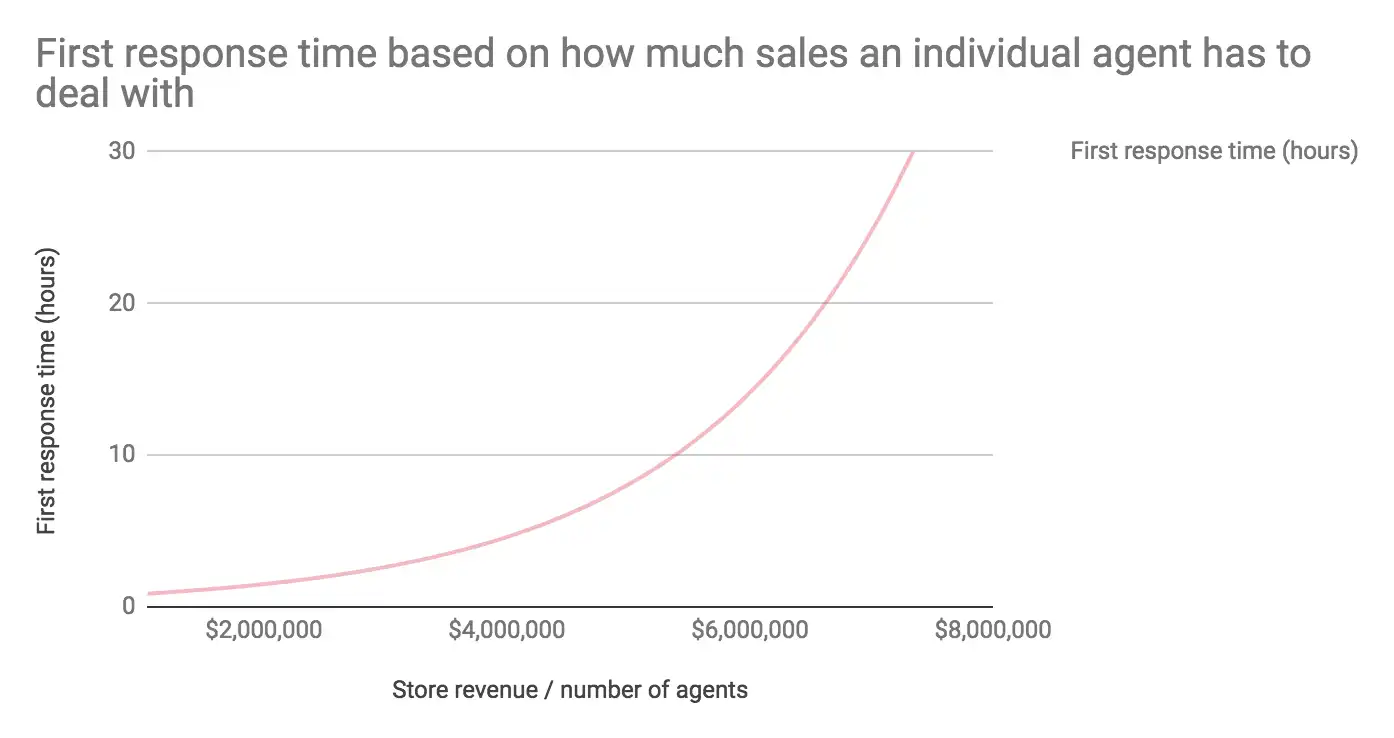 First response time based on how much sales an individual agent has to
deal with
30
First response time (hours)
20
10
0
First response time (hours)
$2,000,000
$4,000,000
$6,000,000
$8,000,000
Store revenue / number of agents